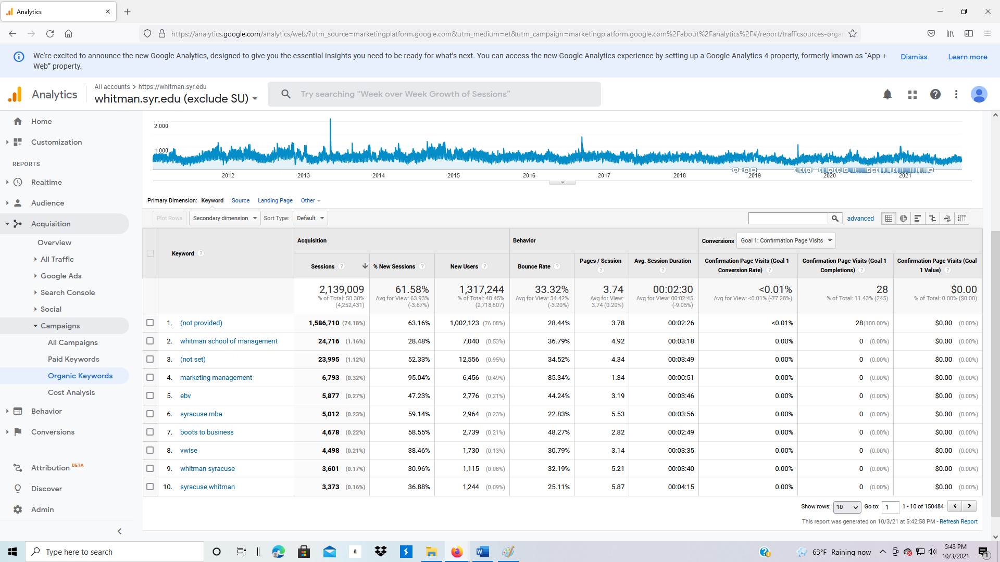 Analytics
https://analytics.google.com/analytics/web/?utm_source=marketingplatform.google.com&utm_medium=et&utm_campaign=marketingplatform.google.com%2Fabout%2Fanalytics%2F#/report/trafficsources-orga
We're excited to announce the new Google Analytics, designed to give you the essential insights you need to be ready for what's next. You can access the new Google Analytics experience by setting up a Google Analytics 4 property, formerly known as “App +
Web” property.
Dismiss
Learn more
Analytics
All accounts > https://whitman.syr.edu
whitman.syr.edu (exclude SU)
Try searching “Week over Week Growth of Sessions”
Home
Customization
REPORTS
Realtime
Audience
Acquisition
Overview
All Traffic
Google Ads
Search Console
Social
Campaigns
All Campaigns
Paid Keywords
Organic Keywords
Cost Analysis
Behavior
Conversions
Attribution BETA
Discover
Admin
2,000
1,000
2012 2013 2014 2015 2016 2017 2018 2019 2020 2021
Primary Dimension: Keyword Source Landing Page Other
Plot Rows Secondary dimension Sort Type: Default advanced
Keyword
Acquisition
Behavior
Conversions Goal 1: Confirmation Page Visits
Sessions
% New Sessions
New Users
Bounce Rate
Pages / Session
Avg. Session Duration
Confirmation Page Visits (Goal 1
Conversion Rate)
Confirmation Page Visits (Goal 1
Completions)
Confirmation Page Visits (Goal
1 Value)
2,139,009
% of Total: 50.30%
(4,252,431)
61.58%
Avg for View: 63.93%
(-3.67%)
1,317,244
% of Total: 48.45%
(2,718,607)
33.32%
Avg for View: 34.42%
(-3.20%)
3.74
Avg for View:
3.74 (0.20%)
00:02:30
Avg for View: 00:02:45
(-9.05%)
<0.01%
Avg for View: <0.01% (-77.28%)
28
% of Total: 11.43% (245)
$0.00
% of Total: 0.00% ($0.00)
1. (not provided) 1,586,710 (74.18%) 63.16% 1,002,123 (76.08%) 28.44% 3.78 00:02:26 <0.01% 28(100.00%) $0.00 (0.00%)
2. whitman school of management 24,716 (1.16%) 28.48% 7,040 (0.53%) 36.79% 4.92 00:03:18 0.00% 0 (0.00%) $0.00 (0.00%)
3. (not set) 23,995 (1.12%) 52.33% 12,556 (0.95%) 34.52% 4.34 00:03:49 0.00% 0 (0.00%) $0.00 (0.00%)
4. marketing management 6,793 (0.32%) 95.04% 6,456 (0.49%) 85.34% 1.34 00:00:51 0.00% 0 (0.00%) $0.00 (0.00%)
5. ebv 5,877 (0.27%) 47.23% 2,776 (0.21%) 44.24% 3.19 00:03:46 0.00% 0 (0.00%) $0.00 (0.00%)
6. syracuse mba 5,012 (0.23%) 59.14% 2,964 (0.23%) 22.83% 5.53 00:03:56 0.00% 0 (0.00%) $0.00 (0.00%)
7. boots to business 4,678 (0.22%) 58.55% 2,739 (0.21%) 48.27% 2.82 00:02:49 0.00% 0 (0.00%) $0.00 (0.00%)
8. vwise 4,498 (0.21%) 38.46% 1,730 (0.13%) 30.79% 3.14 00:03:35 0.00% 0 (0.00%) $0.00 (0.00%)
9. whitman syracuse 3,601 (0.17%) 30.96% 1,115 (0.08%) 32.19% 5.21 00:03:40 0.00% 0 (0.00%) $0.00 (0.00%)
10. syracuse whitman 3,373 (0.16%) 36.88% 1,244 (0.09%) 25.11% 5.87 00:04:15 0.00% 0 (0.00%) $0.00 (0.00%)
Show rows: 10 Go to: 1 1 - 10 of 150484
This report was generated on 10/3/21 at 5:42:58 PM - Refresh Report
Type here to search
a
63°F Raining now
5:43 PM
10/3/2021
1